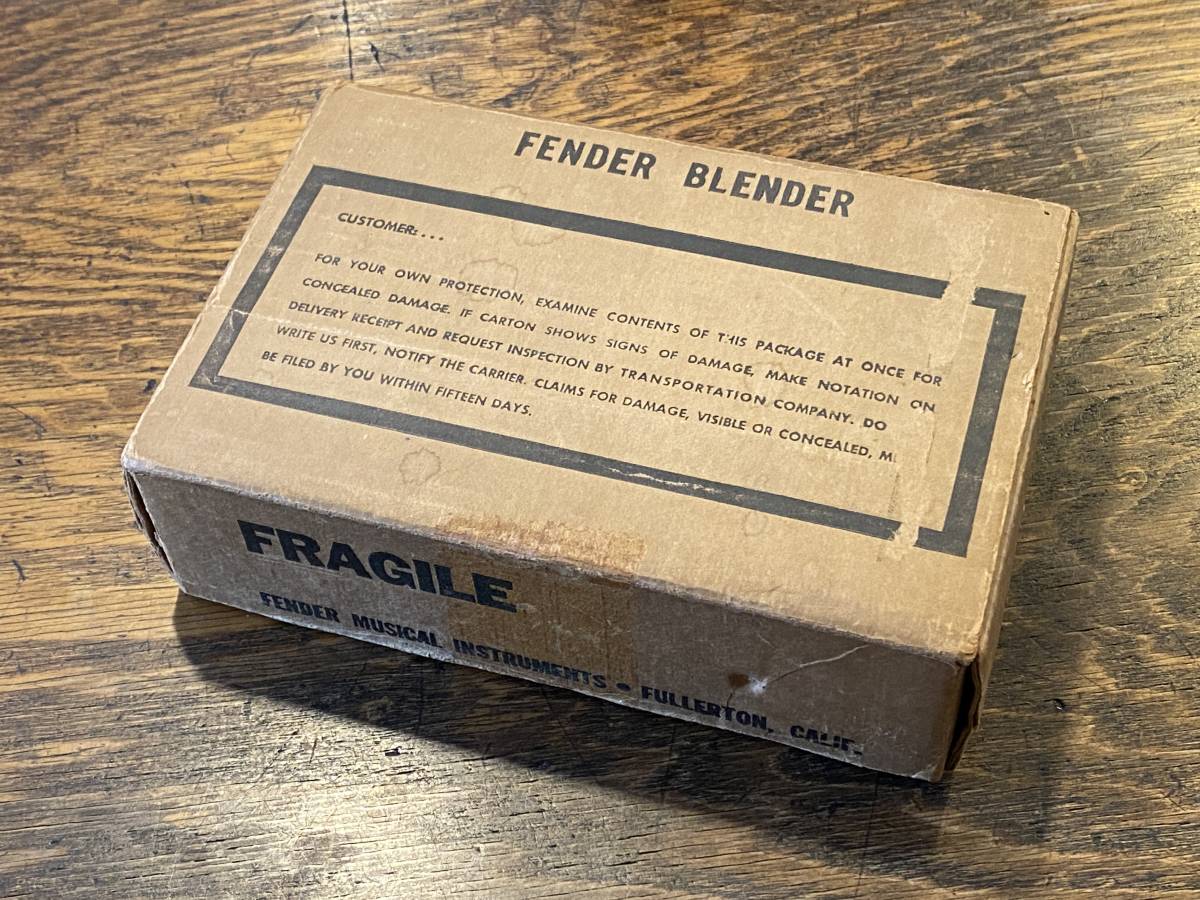 FENDER BLENDER
CUSTOMER:...
FOR YOUR OWN PROTECTION, EXAMINE CONTENTS OF THIS PACKAGE AT ONCE FOR
CONCEALED DAMAGE. IF CARTON SHOWS SIGNS OF DAMAGE, MAKE NOTATION ON
DELIVERY RECEIPT AND REQUEST INSPECTION BY TRANSPORTATION COMPANY. DO
WRITE US FIRST, NOTIFY THE CARRIER. CLAIMS FOR DAMAGE, VISIBLE OR CONCEALED,
BE FILED BY YOU WITHIN FIFTEEN DAYS.
FRAGILE
FENDER MUSICAL INSTRUMENTS • FULLERTON, CALIF.